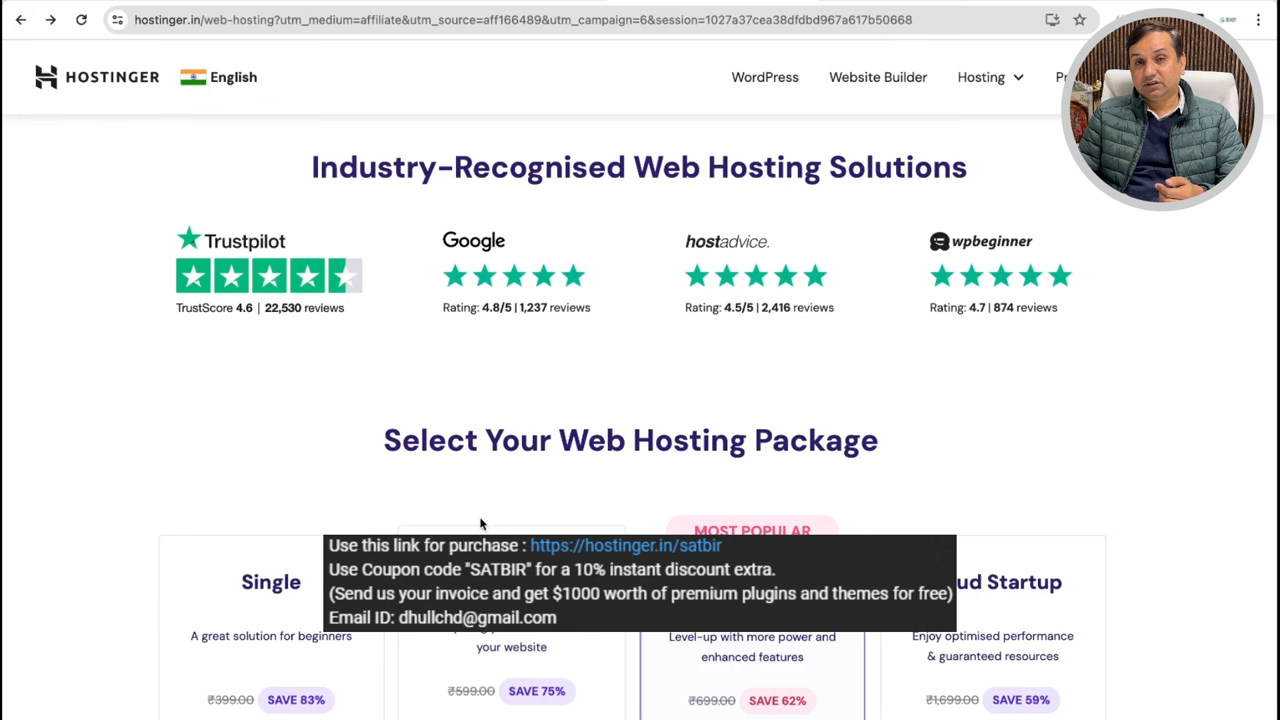 hostinger.in/web-hosting?utm_medium=affiliate&utm_source=aff166489&utm_campaign=6&session=1027a37cea38dfdbd967a617b50668
HOSTINGER English WordPress Website Builder Hosting
Industry-Recognised Web Hosting Solutions
Trustpilot Google hostadvice. wpbeginner
TrustScore 4.6 | 22,530 reviews Rating: 4.8/5 | 1,237 reviews Rating: 4.5/5 | 2,416 reviews Rating: 4.7 | 874 reviews
Select Your Web Hosting Package
MOST POPULAR
Use this link for purchase : https://hostinger.in/satbir
Use Coupon code "SATBIR" for a 10% instant discount extra.
(Send us your invoice and get $1000 worth of premium plugins and themes for free)
Email ID: dhullchd@gmail.com
Single
Startup
A great solution for beginners
your website
Level-up with more power and
enhanced features
Enjoy optimised performance
& guaranteed resources
₹399.00 SAVE 83% ₹599.00 SAVE 75% ₹699.00 SAVE 62% ₹1,699.00 SAVE 59%